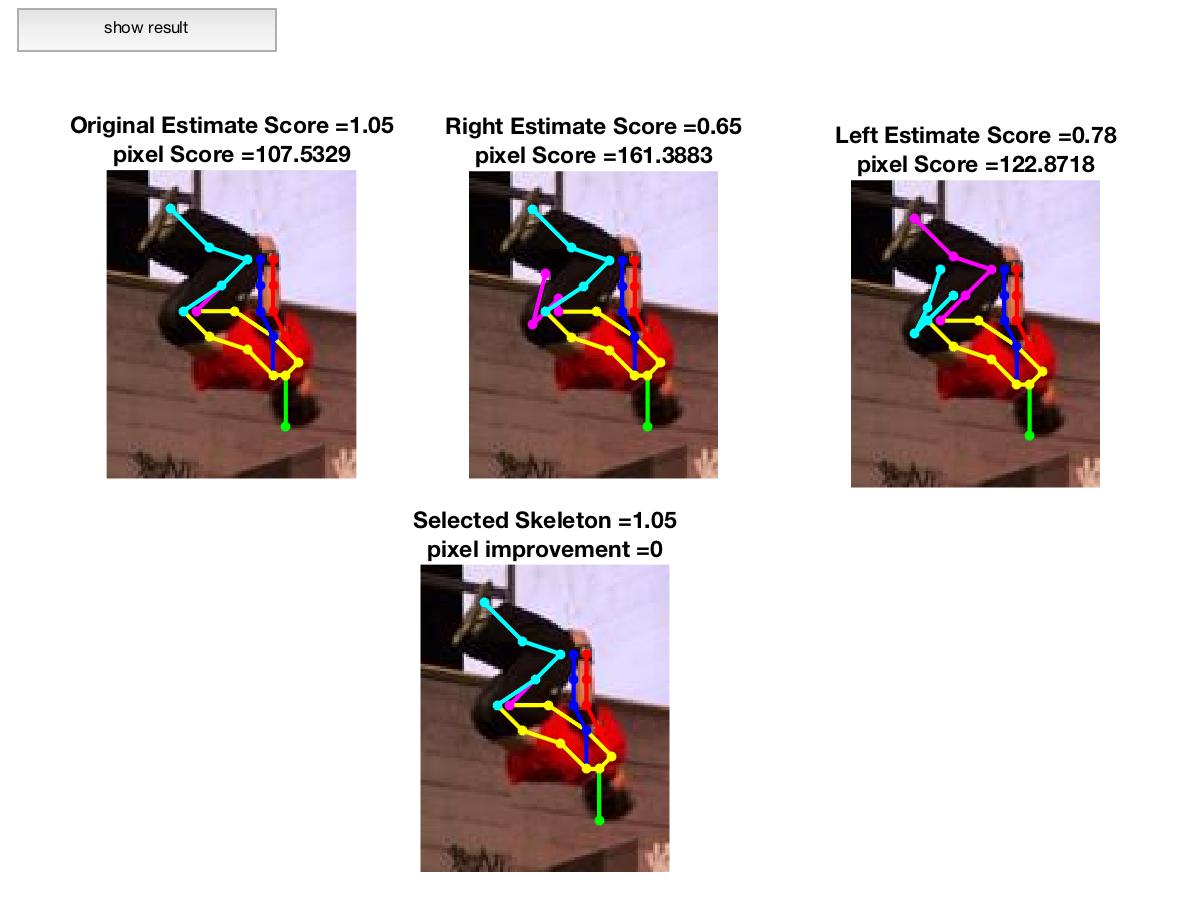 show result
Original Estimate Score =1.05
pixel Score =107.5329
Right Estimate Score =0.65
pixel Score =161.3883
Left Estimate Score =0.78
pixel Score =122.8718
Selected Skeleton =1.05
pixel improvement =0